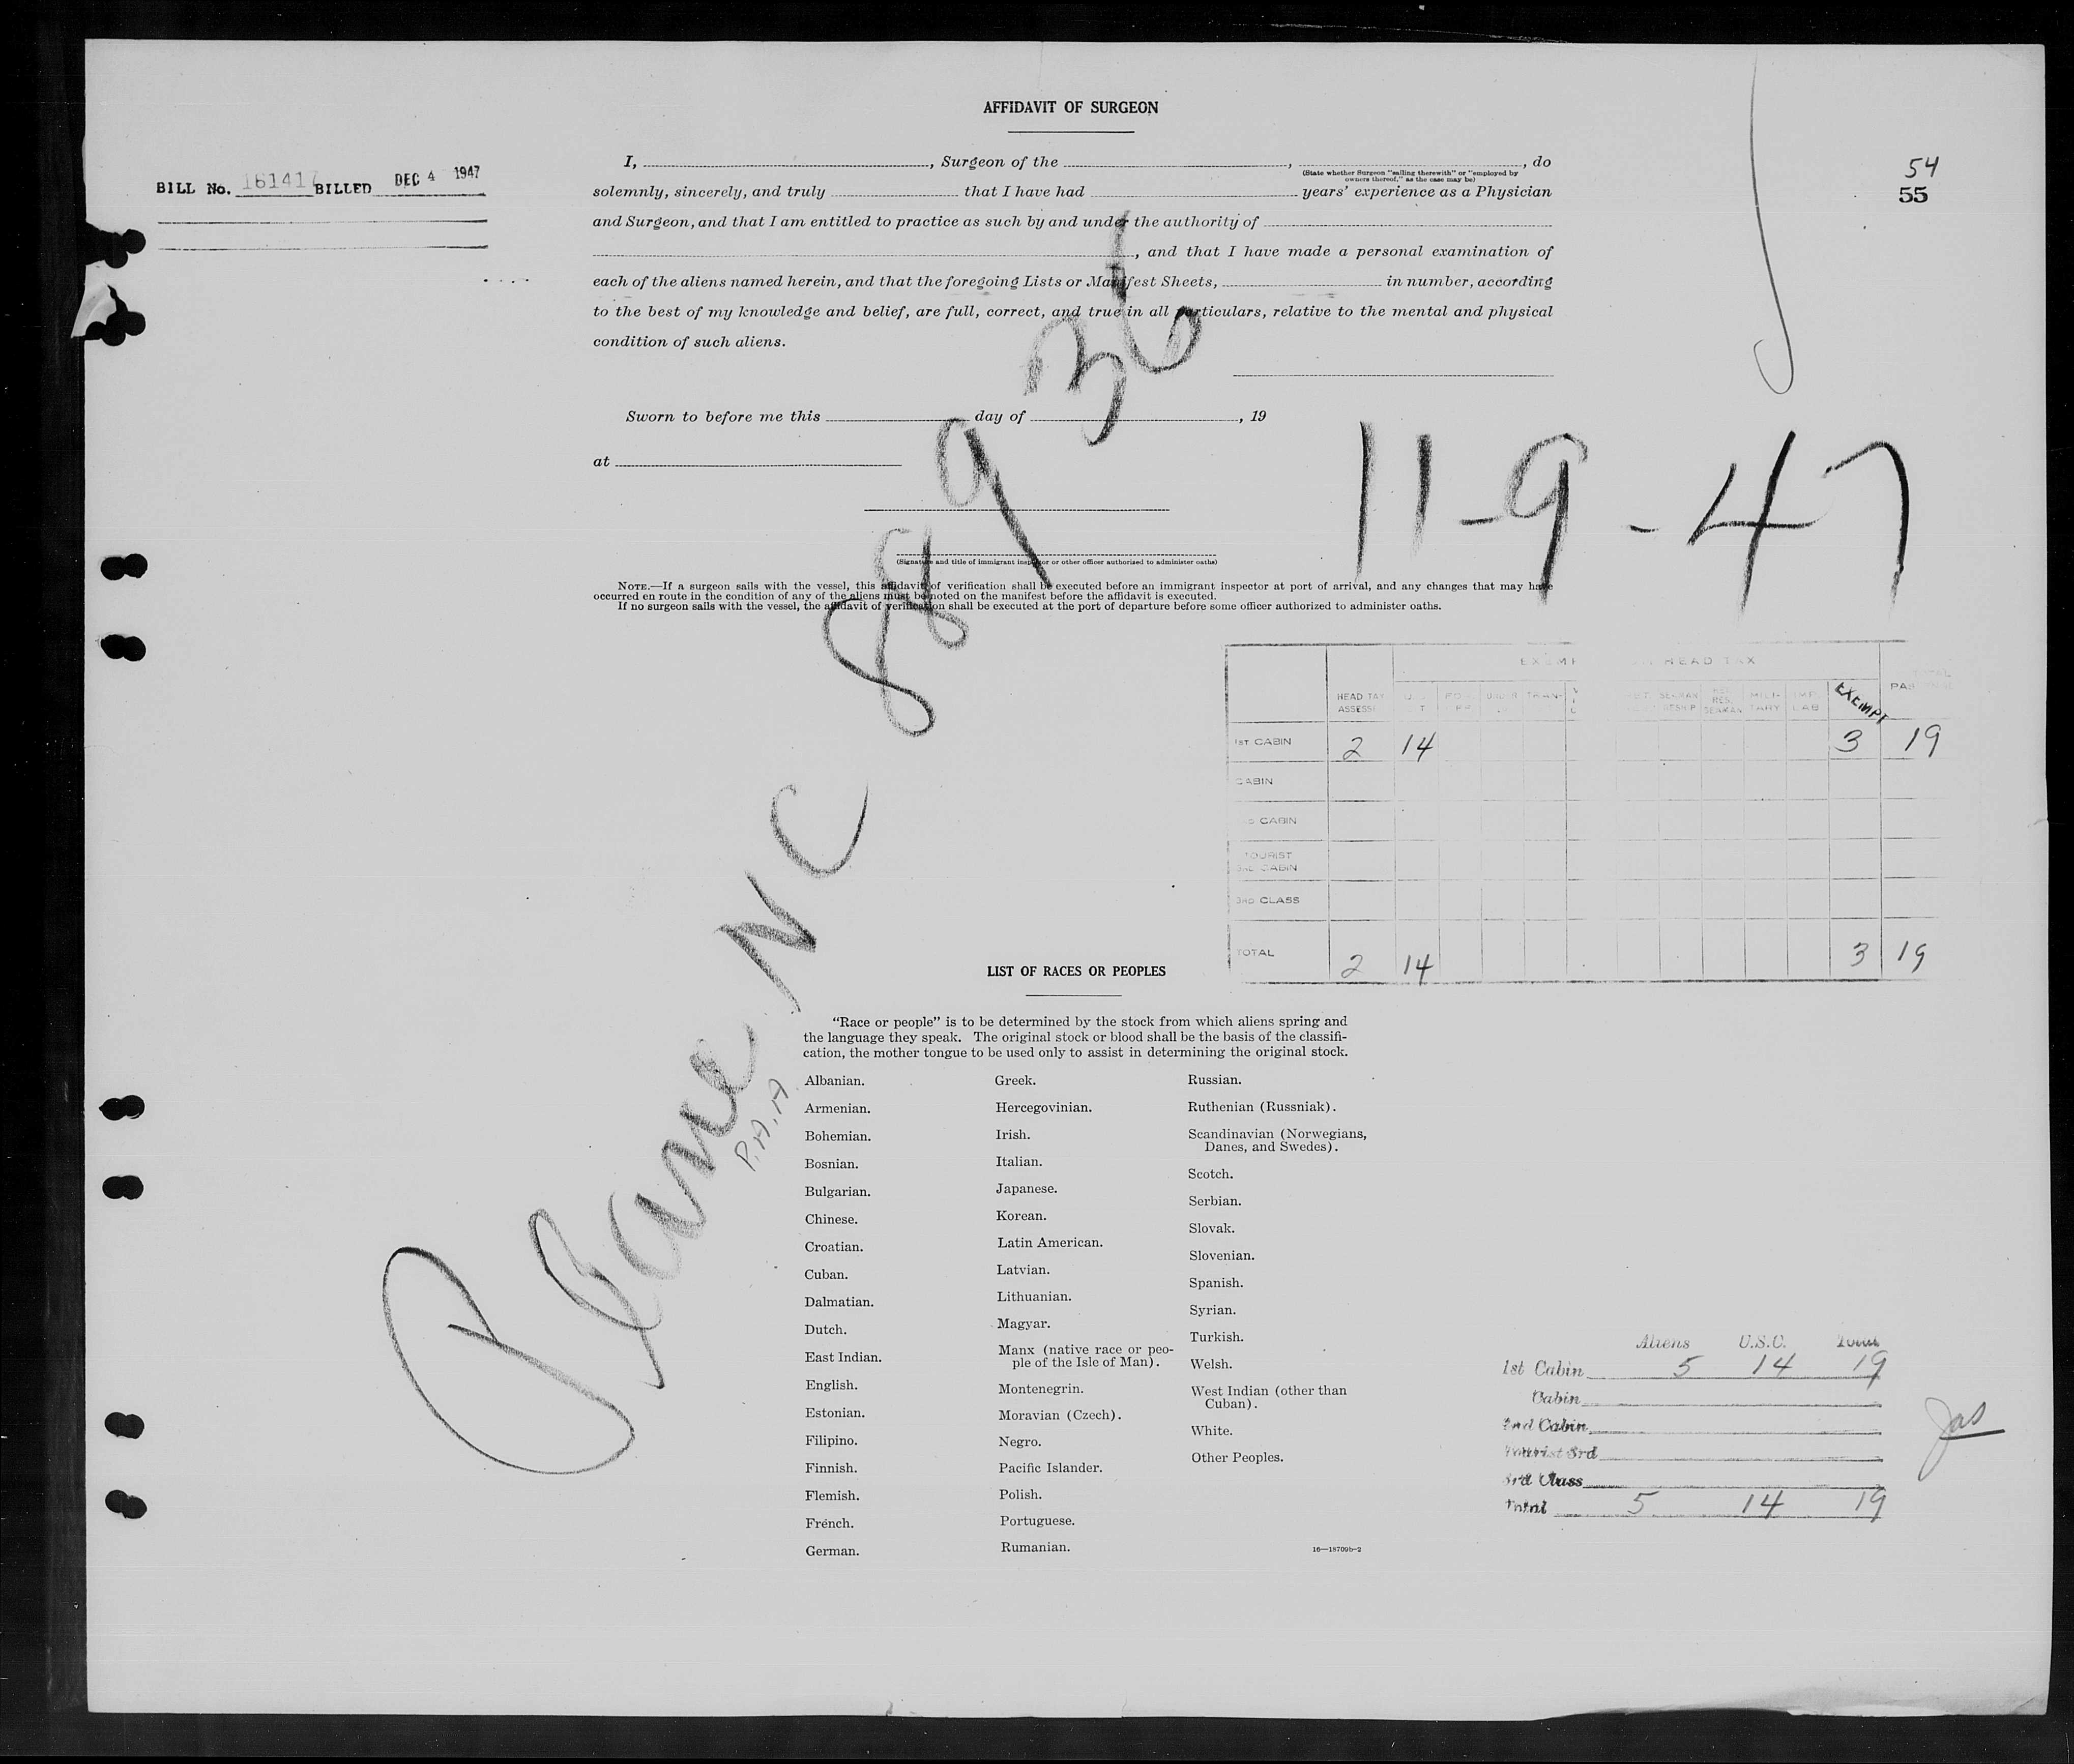 AFFIDAVIT OF SURGEON
54
55
BILL No. 161417 BILLED DEC 4 1947
I, , Surgeon of the , , do
(State whether Surgeon "sailing therewith" or "employed by
owners thereof," as the case may be)
solemnly, sincerely, and truly that I have had years' experience as a Physician
and Surgeon, and that I am entitled to practice as such by and under the authority of
, and that I have made a personal examination of
each of the aliens named herein, and that the foregoing Lists or Manifest Sheets, in number, according
to the best of my knowledge and belief, are full, correct, and true in all particulars, relative to the mental and physical
condition of such aliens.
Sworn to before me this day of , 19
at
(Signature and title of immigrant inspector or other officer authorized to administer oaths)
11-9-47
NOTE.—If a surgeon sails with the vessel, this affidavit of verification shall be executed before an immigrant inspector at port of arrival, and any changes that may have
occurred en route in the condition of any of the aliens must be noted on the manifest before the affidavit is executed.
If no surgeon sails with the vessel, the affidavit of verification shall be executed at the port of departure before some officer authorized to administer oaths.
Plane NC 88936
P.A.A
HEAD TAX
HEAD TAX
ASSESSE
SEAMAN
RES.
SEAMAN
MILI-
TARY
IMP.
LAB
EXEMPT
1ST CABIN 2 14 3 19
CABIN
CABIN
TOURIST
3RD CABIN
3RD CLASS
TOTAL 2 14 3 19
LIST OF RACES OR PEOPLES
"Race or people" is to be determined by the stock from which aliens spring and
the language they speak. The original stock or blood shall be the basis of the classifi-
cation, the mother tongue to be used only to assist in determining the original stock.
Albanian.
Armenian.
Bohemian.
Bosnian.
Bulgarian.
Chinese.
Croatian.
Cuban.
Dalmatian.
Dutch.
East Indian.
English.
Estonian.
Filipino.
Finnish.
Flemish.
French.
German.
Greek.
Hercegovinian.
Irish.
Italian.
Japanese.
Korean.
Latin American.
Latvian.
Lithuanian.
Magyar.
Manx (native race or peo-
ple of the Isle of Man).
Montenegrin.
Moravian (Czech).
Negro.
Pacific Islander.
Polish.
Portuguese.
Rumanian.
Russian.
Ruthenian (Russniak).
Scandinavian (Norwegians,
Danes, and Swedes).
Scotch.
Serbian.
Slovak.
Slovenian.
Spanish.
Syrian.
Turkish.
Welsh.
West Indian (other than
Cuban).
White.
Other Peoples.
16—18709b-2
Aliens U.S.C. Total
1st Cabin 5 14 19
Cabin
2nd Cabin
Tourist 3rd
3rd Class
Total 5 14 19